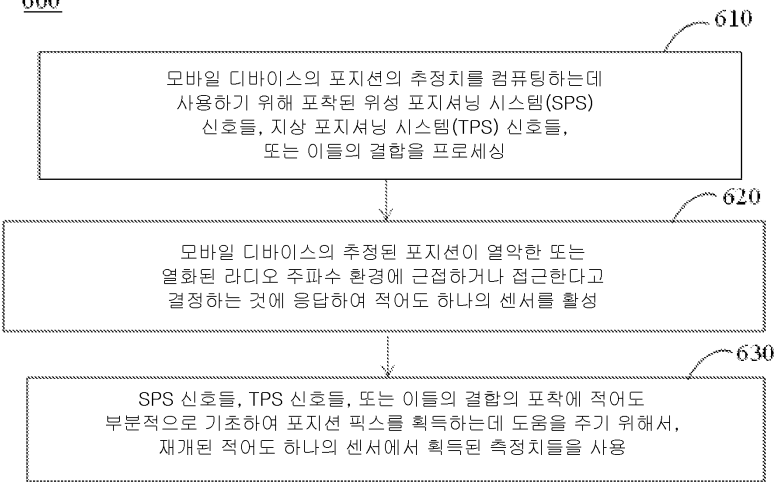 600
610
모바일 디바이스의 포지션의 추정치를 컴퓨팅하는데
사용하기 위해 포착된 위성 포지셔닝 시스템(SPS)
신호들, 지상 포지셔닝 시스템(TPS) 신호들,
또는 이들의 결합을 프로세싱
620
모바일 디바이스의 추정된 포지션이 열악한 또는
열화된 라디오 주파수 환경에 근접하거나 접근한다고
결정하는 것에 응답하여 적어도 하나의 센서를 활성
630
SPS 신호들, TPS 신호들, 또는 이들의 결합의 포착에 적어도
부분적으로 기초하여 포지션 픽스를 획득하는데 도움을 주기 위해서,
재개된 적어도 하나의 센서에서 획득된 측정치들을 사용